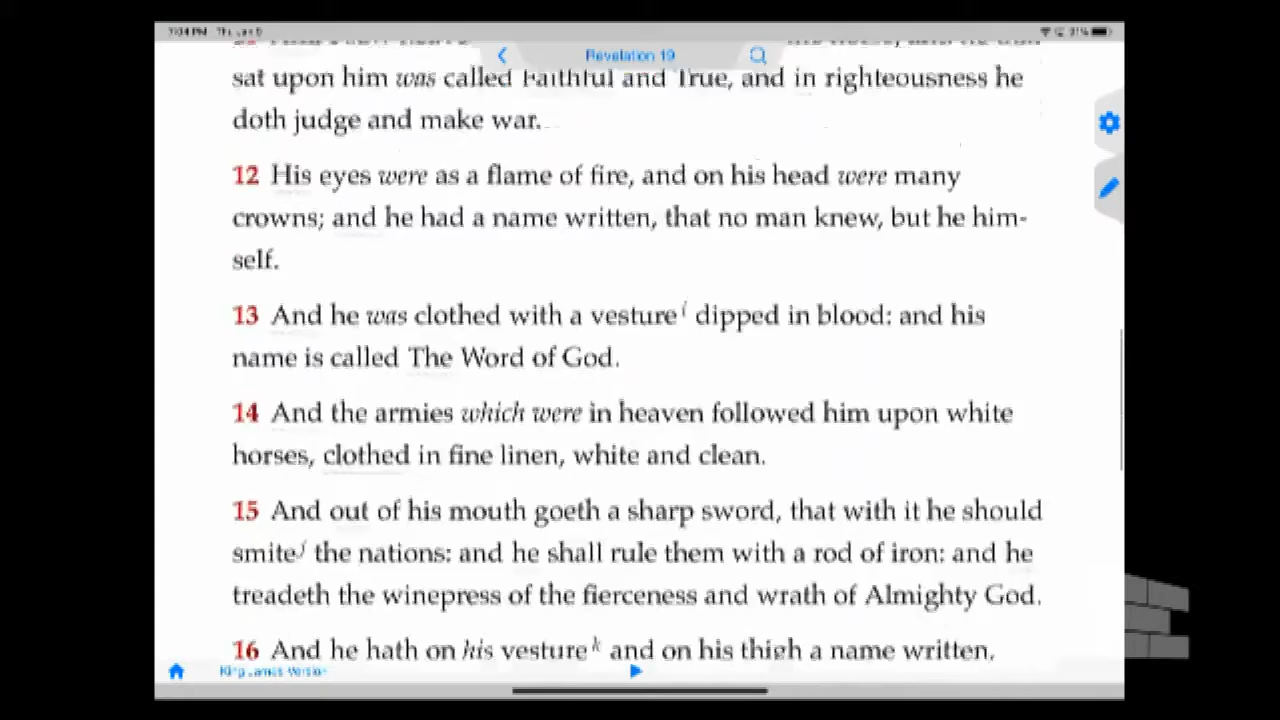 Revelation 19
sat upon him was called Faithful and True, and in righteousness he
doth judge and make war.
12 His eyes were as a flame of fire, and on his head were many
crowns; and he had a name written, that no man knew, but he him-
self.
13 And he was clothed with a vesture i dipped in blood: and his
name is called The Word of God.
14 And the armies which were in heaven followed him upon white
horses, clothed in fine linen, white and clean.
15 And out of his mouth goeth a sharp sword, that with it he should
smite j the nations: and he shall rule them with a rod of iron: and he
treadeth the winepress of the fierceness and wrath of Almighty God.
16 And he hath on his vesture k and on his thigh a name written,
King James Version